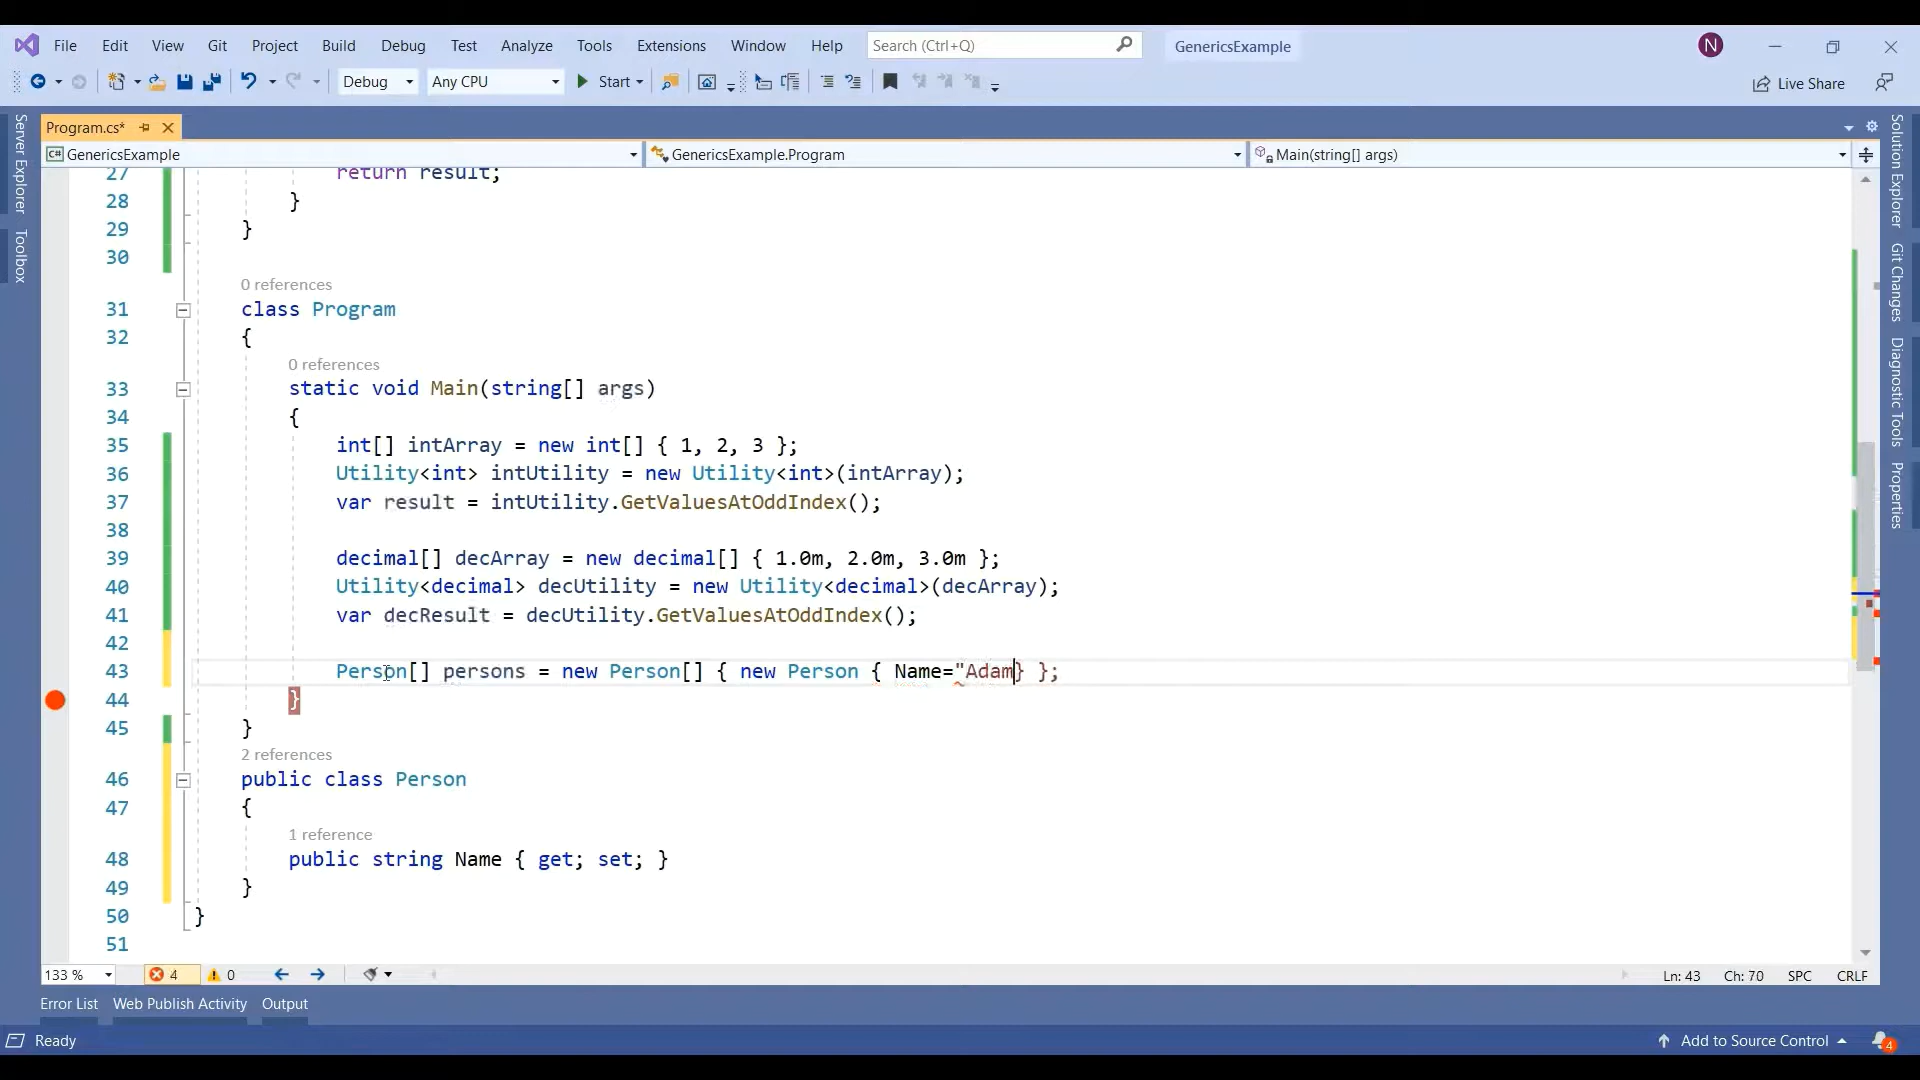 File Edit View Git Project Build Debug Test Analyze Tools Extensions Window Help Search (Ctrl+Q) GenericsExample N
Debug Any CPU Start Live Share
Program.cs*
C# GenericsExample GenericsExample.Program Main(string[] args)
Server Explorer
Toolbox
27 return result;
28 }
29 }
30
0 references
31 class Program
32 {
0 references
33 static void Main(string[] args)
34 {
35 int[] intArray = new int[] { 1, 2, 3 };
36 Utility<int> intUtility = new Utility<int>(intArray);
37 var result = intUtility.GetValuesAtOddIndex();
38
39 decimal[] decArray = new decimal[] { 1.0m, 2.0m, 3.0m };
40 Utility<decimal> decUtility = new Utility<decimal>(decArray);
41 var decResult = decUtility.GetValuesAtOddIndex();
42
43 Person[] persons = new Person[] { new Person { Name="Adam} };
44 }
45 }
2 references
46 public class Person
47 {
1 reference
48 public string Name { get; set; }
49 }
50 }
51
Solution Explorer
Git Changes
Diagnostic Tools
Properties
133 % 4 0 Ln: 43 Ch: 70 SPC CRLF
Error List Web Publish Activity Output
Ready Add to Source Control 4